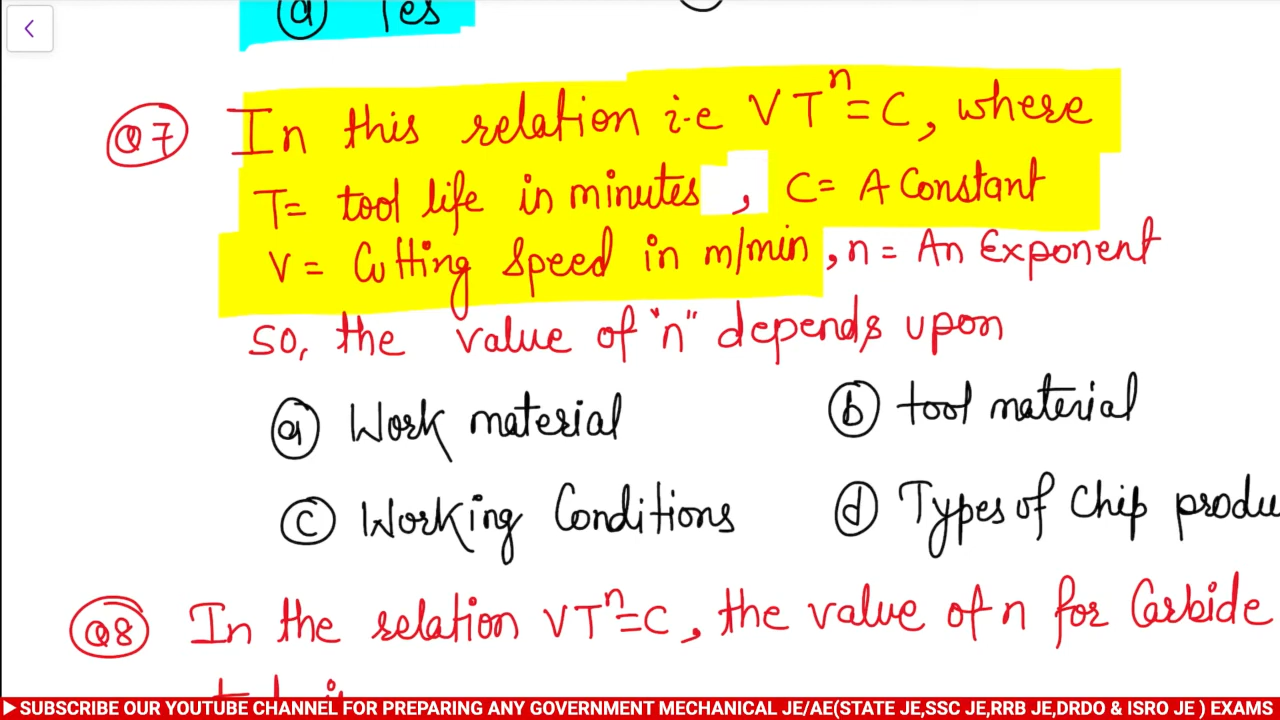 (a) Yes
Q7 In this relation i.e VTⁿ=C, where
T= tool life in minutes , C= A Constant
V= Cutting Speed in m/min , n= An Exponent
so, the value of "n" depends upon
(a) Work material (b) tool material
(c) Working Conditions (d) Types of Chip produ
Q8 In the relation VTⁿ=C, the value of n for Carbide
▶ SUBSCRIBE OUR YOUTUBE CHANNEL FOR PREPARING ANY GOVERNMENT MECHANICAL JE/AE(STATE JE,SSC JE,RRB JE,DRDO & ISRO JE ) EXAMS